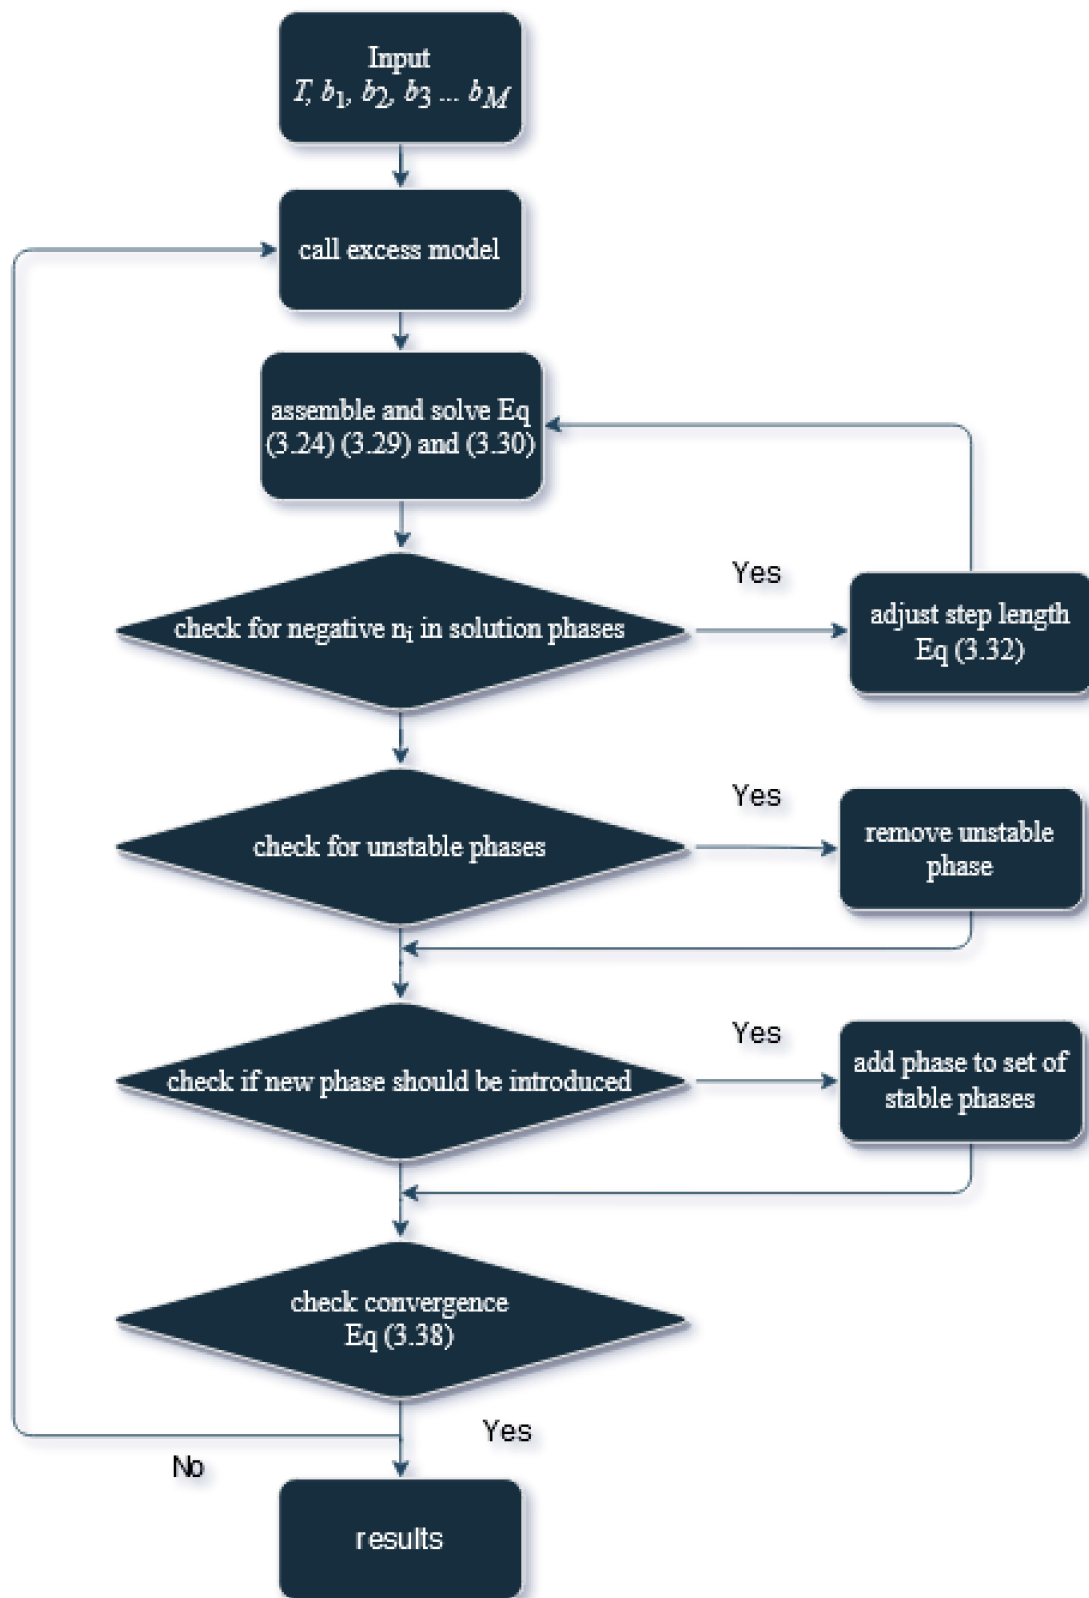 Input
T, b1, b2, b3 ... bM
call excess model
assemble and solve Eq
(3.24) (3.29) and (3.30)
check for negative ni in solution phases
Yes
adjust step length
Eq (3.32)
check for unstable phases
Yes
remove unstable
phase
check if new phase should be introduced
Yes
add phase to set of
stable phases
check convergence
Eq (3.38)
Yes
No
results